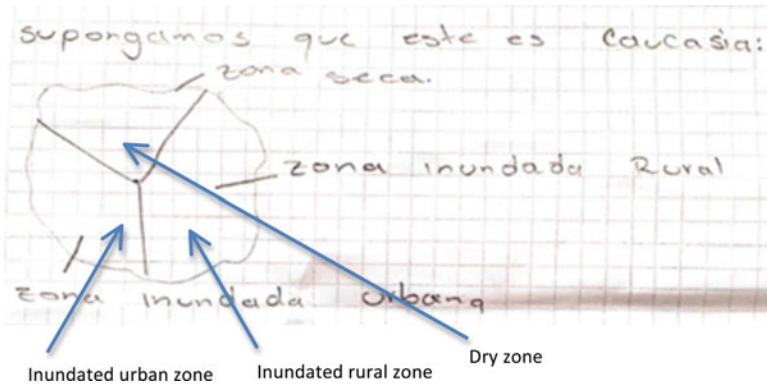 supongamos que este es Caucasia:
zona seca.
zona inundada Rural
zona inundada urbana
Dry zone
Inundated urban zone
Inundated rural zone